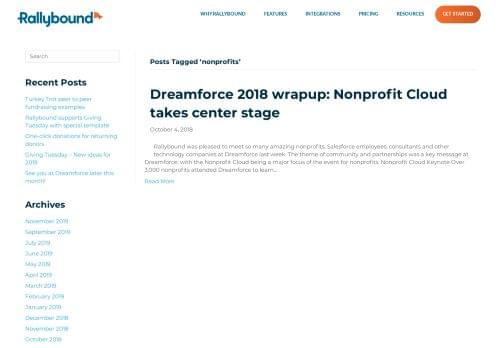 Rallybound
WHY RALLYBOUND
FEATURES
INTEGRATIONS
PRICING
RESOURCES
GET STARTED
Search
Recent Posts
Turkey Trot peer to peer
fundraising examples
Rallybound supports Giving
Tuesday with special template
One-click donations for returning
donors
Giving Tuesday – New ideas for
2019
See you at Dreamforce later this
month!
Archives
November 2019
September 2019
July 2019
June 2019
May 2019
April 2019
March 2019
February 2019
January 2019
December 2018
November 2018
October 2018
Posts Tagged ‘nonprofits’
Dreamforce 2018 wrapup: Nonprofit Cloud
takes center stage
October 4, 2018
Rallybound was pleased to meet so many amazing nonprofits, Salesforce employees, consultants and other
technology companies at Dreamforce last week. The theme of community and partnerships was a key message at
Dreamforce, with the Nonprofit Cloud being a major focus of the event for nonprofits. Nonprofit Cloud Keynote Over
3,000 nonprofits attended Dreamforce to learn...
Read More